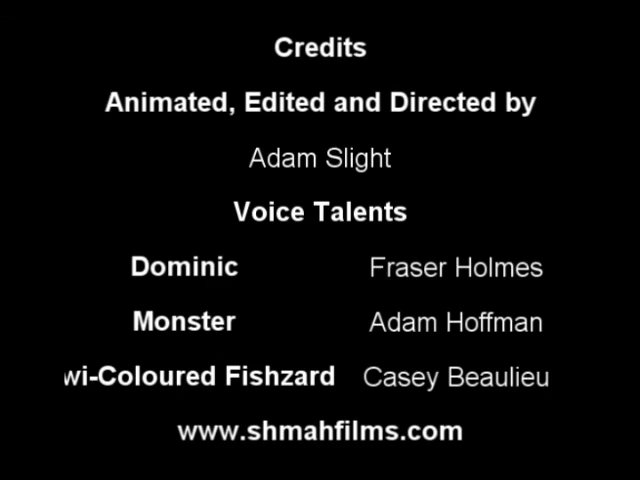 Credits
Animated, Edited and Directed by
Adam Slight
Voice Talents
Dominic Fraser Holmes
Monster Adam Hoffman
wi-Coloured Fishzard Casey Beaulieu
www.shmahfilms.com